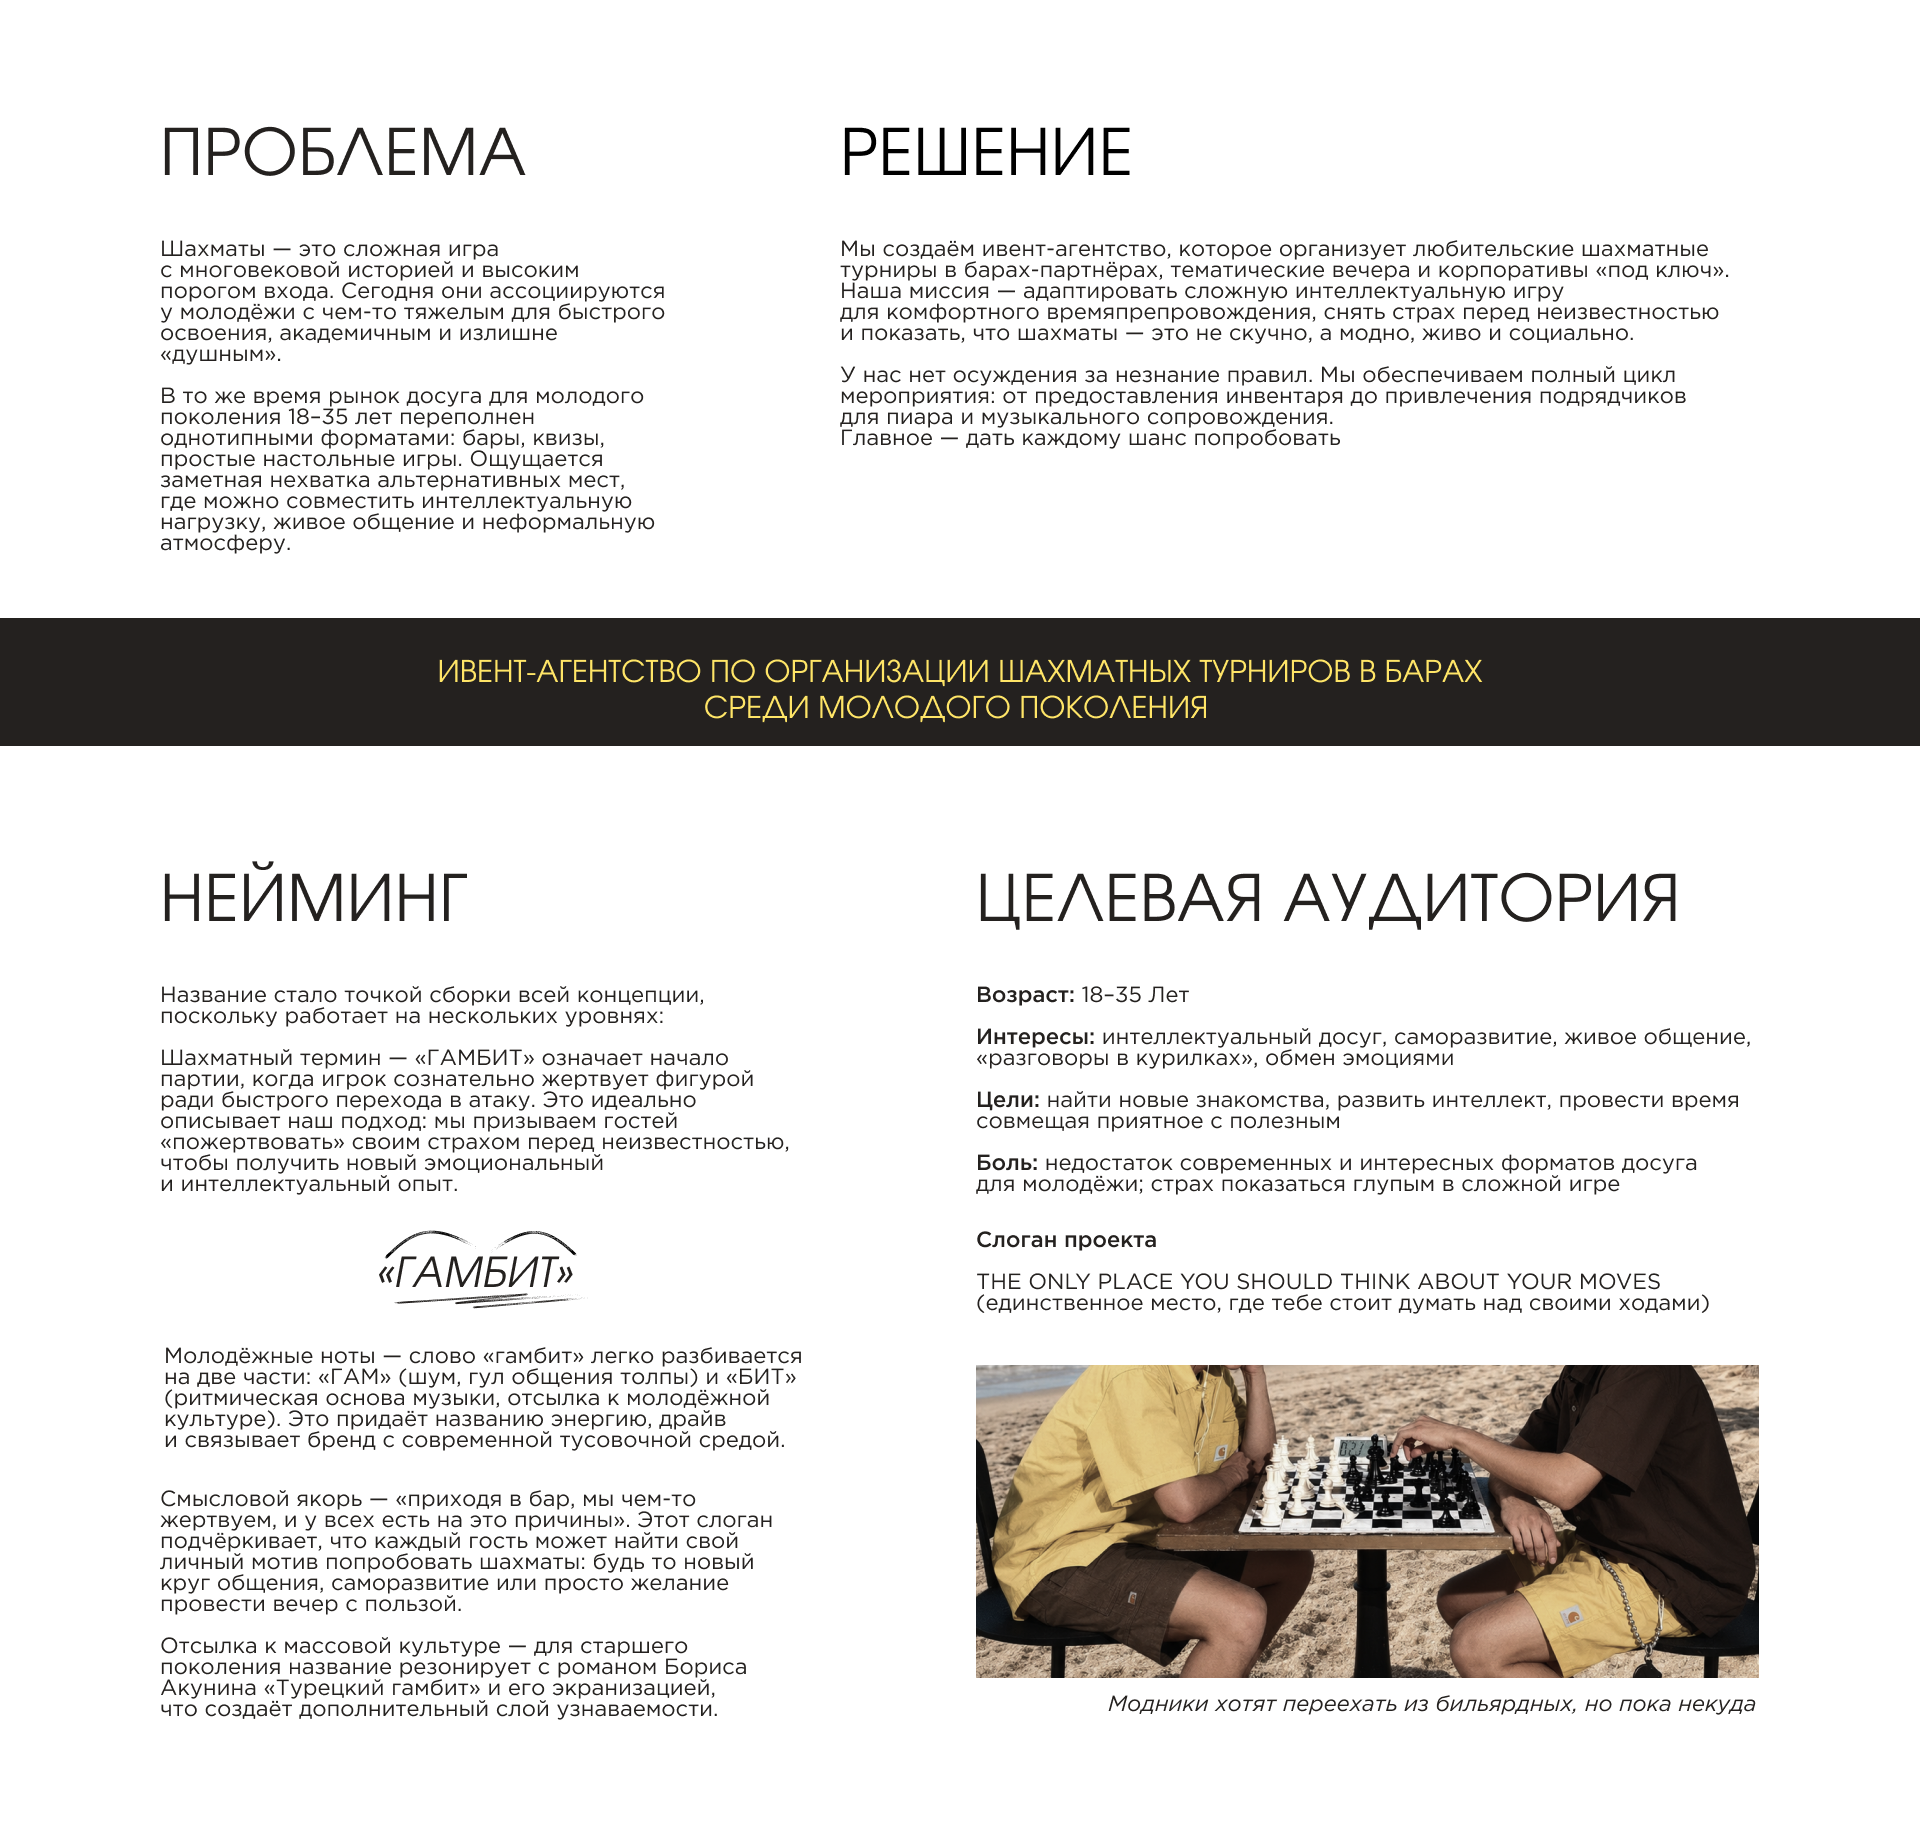 ПРОБЛЕМА
Шахматы — это сложная игра
с многовековой историей и высоким
порогом входа. Сегодня они ассоциируются
у молодёжи с чем-то тяжелым для быстрого
освоения, академичным и излишне
«душным».
В то же время рынок досуга для молодого
поколения 18–35 лет переполнен
однотипными форматами: бары, квизы,
простые настольные игры. Ощущается
заметная нехватка альтернативных мест,
где можно совместить интеллектуальную
нагрузку, живое общение и неформальную
атмосферу.
РЕШЕНИЕ
Мы создаём ивент-агентство, которое организует любительские шахматные
турниры в барах-партнёрах, тематические вечера и корпоративы «под ключ».
Наша миссия — адаптировать сложную интеллектуальную игру
для комфортного времяпрепровождения, снять страх перед неизвестностью
и показать, что шахматы — это не скучно, а модно, живо и социально.
У нас нет осуждения за незнание правил. Мы обеспечиваем полный цикл
мероприятия: от предоставления инвентаря до привлечения подрядчиков
для пиара и музыкального сопровождения.
Главное — дать каждому шанс попробовать
ИВЕНТ-АГЕНТСТВО ПО ОРГАНИЗАЦИИ ШАХМАТНЫХ ТУРНИРОВ В БАРАХ
СРЕДИ МОЛОДОГО ПОКОЛЕНИЯ
НЕЙМИНГ
Название стало точкой сборки всей концепции,
поскольку работает на нескольких уровнях:
Шахматный термин — «ГАМБИТ» означает начало
партии, когда игрок сознательно жертвует фигурой
ради быстрого перехода в атаку. Это идеально
описывает наш подход: мы призываем гостей
«пожертвовать» своим страхом перед неизвестностью,
чтобы получить новый эмоциональный
и интеллектуальный опыт.
«ГАМБИТ»
Молодёжные ноты — слово «гамбит» легко разбивается
на две части: «ГАМ» (шум, гул общения толпы) и «БИТ»
(ритмическая основа музыки, отсылка к молодёжной
культуре). Это придаёт названию энергию, драйв
и связывает бренд с современной тусовочной средой.
Смысловой якорь — «приходя в бар, мы чем-то
жертвуем, и у всех есть на это причины». Этот слоган
подчёркивает, что каждый гость может найти свой
личный мотив попробовать шахматы: будь то новый
круг общения, саморазвитие или просто желание
провести вечер с пользой.
Отсылка к массовой культуре — для старшего
поколения название резонирует с романом Бориса
Акунина «Турецкий гамбит» и его экранизацией,
что создаёт дополнительный слой узнаваемости.
ЦЕЛЕВАЯ АУДИТОРИЯ
Возраст: 18–35 Лет
Интересы: интеллектуальный досуг, саморазвитие, живое общение,
«разговоры в курилках», обмен эмоциями
Цели: найти новые знакомства, развить интеллект, провести время
совмещая приятное с полезным
Боль: недостаток современных и интересных форматов досуга
для молодёжи; страх показаться глупым в сложной игре
Слоган проекта
THE ONLY PLACE YOU SHOULD THINK ABOUT YOUR MOVES
(единственное место, где тебе стоит думать над своими ходами)
Модники хотят переехать из бильярдных, но пока некуда